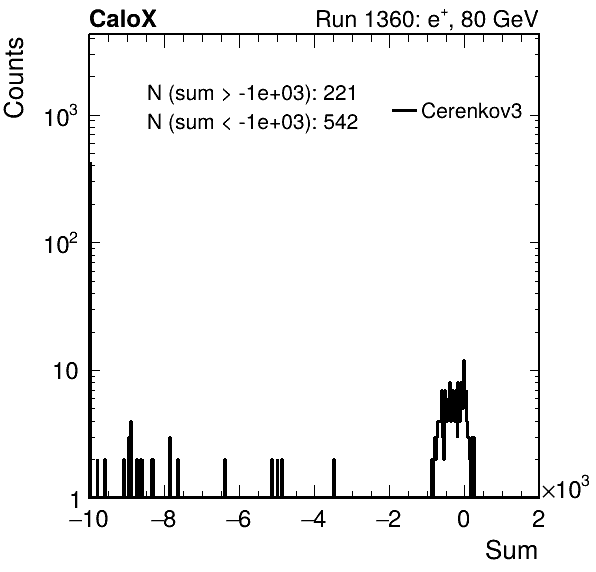 CaloX Run 1360: e⁺, 80 GeV
Counts
N (sum > -1e+03): 221
N (sum < -1e+03): 542
Cerenkov3
10³
10²
10
1
−10 −8 −6 −4 −2 0 2
×10³
Sum